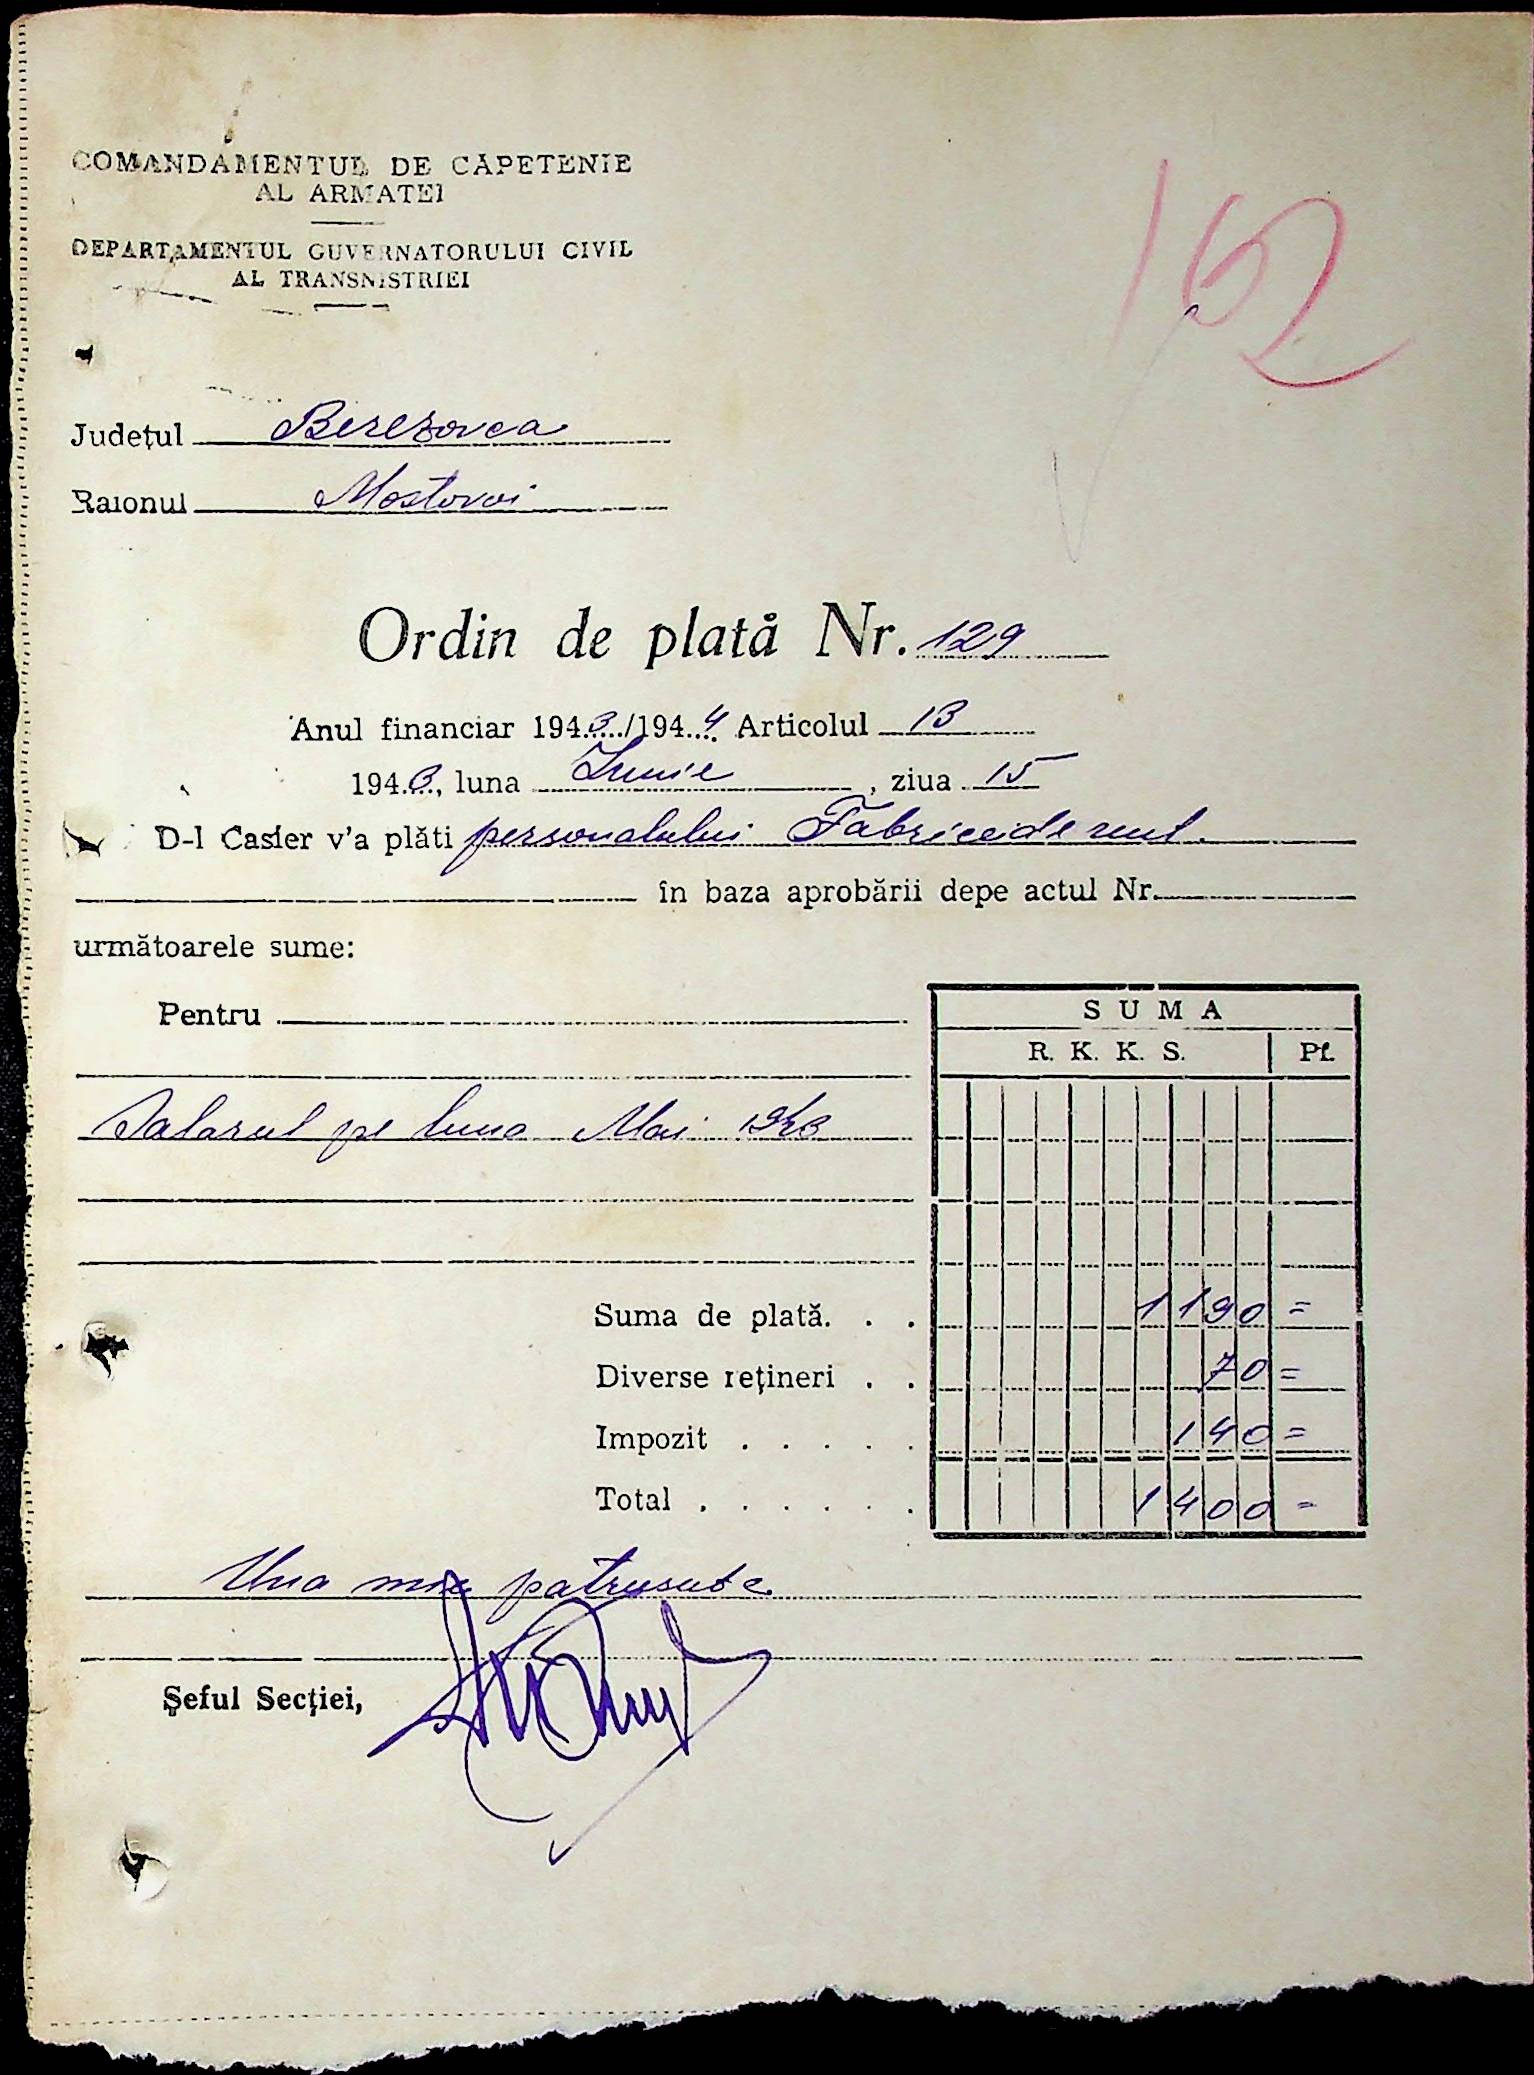 COMANDAMENTUL DE CAPETENIE
AL ARMATEI
DEPARTAMENTUL GUVERNATORULUI CIVIL
AL TRANSNISTRIEI
152
Județul Berezovca
Raionul Mostovoi
Ordin de plată Nr. 129
Anul financiar 1943/1944 Articolul 13
1943, luna Iunie, ziua 15
D-l Casier v'a plăti personalului Fabricei de unt
în baza aprobării depe actul Nr.
următoarele sume:
Pentru
SUMA
R. K. K. S. Pf.
Salarul pe luna Mai 1943
Suma de plată. . . 1190 =
Diverse rețineri . . 70 =
Impozit . . . . . 140 =
Total . . . . . . 1400 =
Una mie patrusute
Șeful Secției,